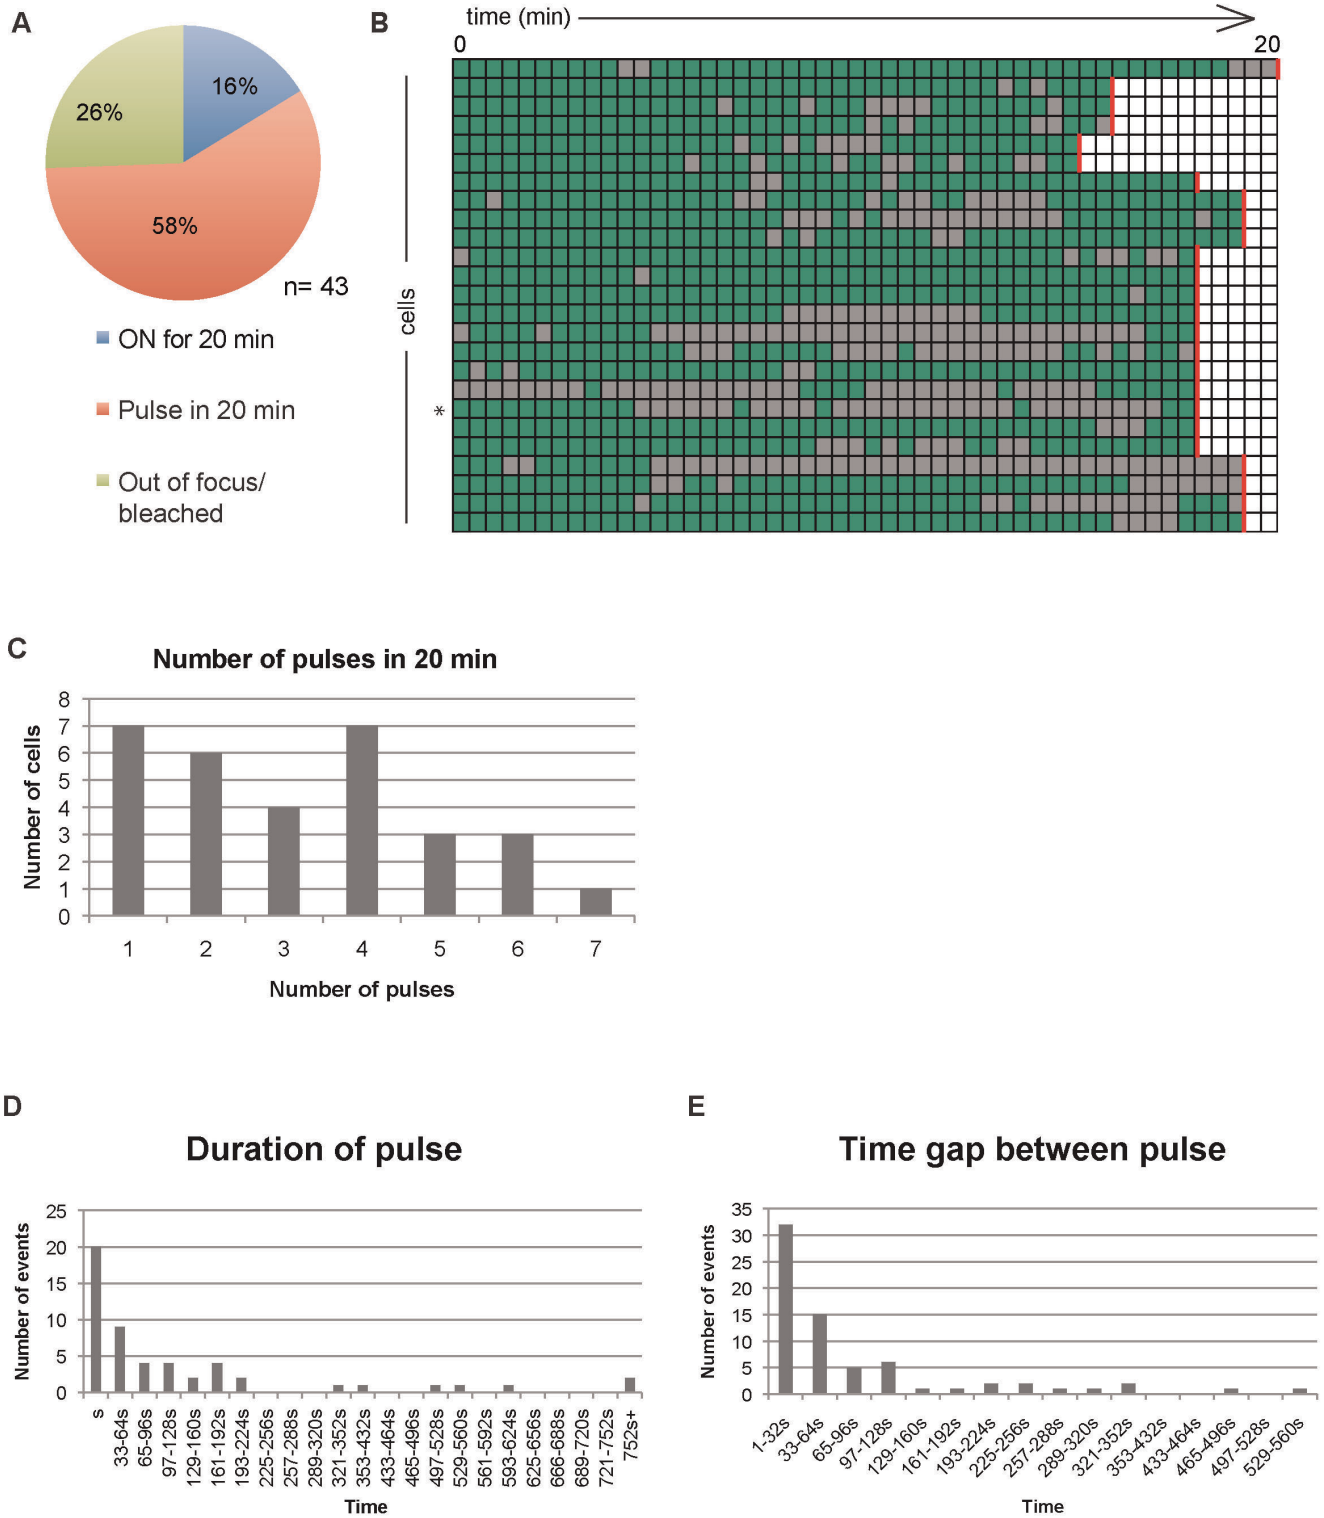 A
16%
26%
58%
n= 43
ON for 20 min
Pulse in 20 min
Out of focus/
bleached
B
time (min)
0
20
cells
*
C
Number of pulses in 20 min
Number of cells
8
7
6
5
4
3
2
1
0
1 2 3 4 5 6 7
Number of pulses
D
Duration of pulse
Number of events
25
20
15
10
5
0
s
33-64s
65-96s
97-128s
129-160s
161-192s
193-224s
225-256s
257-288s
289-320s
321-352s
353-432s
433-464s
465-496s
497-528s
529-560s
561-592s
593-624s
625-656s
666-688s
689-720s
721-752s
752s+
Time
E
Time gap between pulse
Number of events
35
30
25
20
15
10
5
0
1-32s
33-64s
65-96s
97-128s
129-160s
161-192s
193-224s
225-256s
257-288s
289-320s
321-352s
353-432s
433-464s
465-496s
497-528s
529-560s
Time